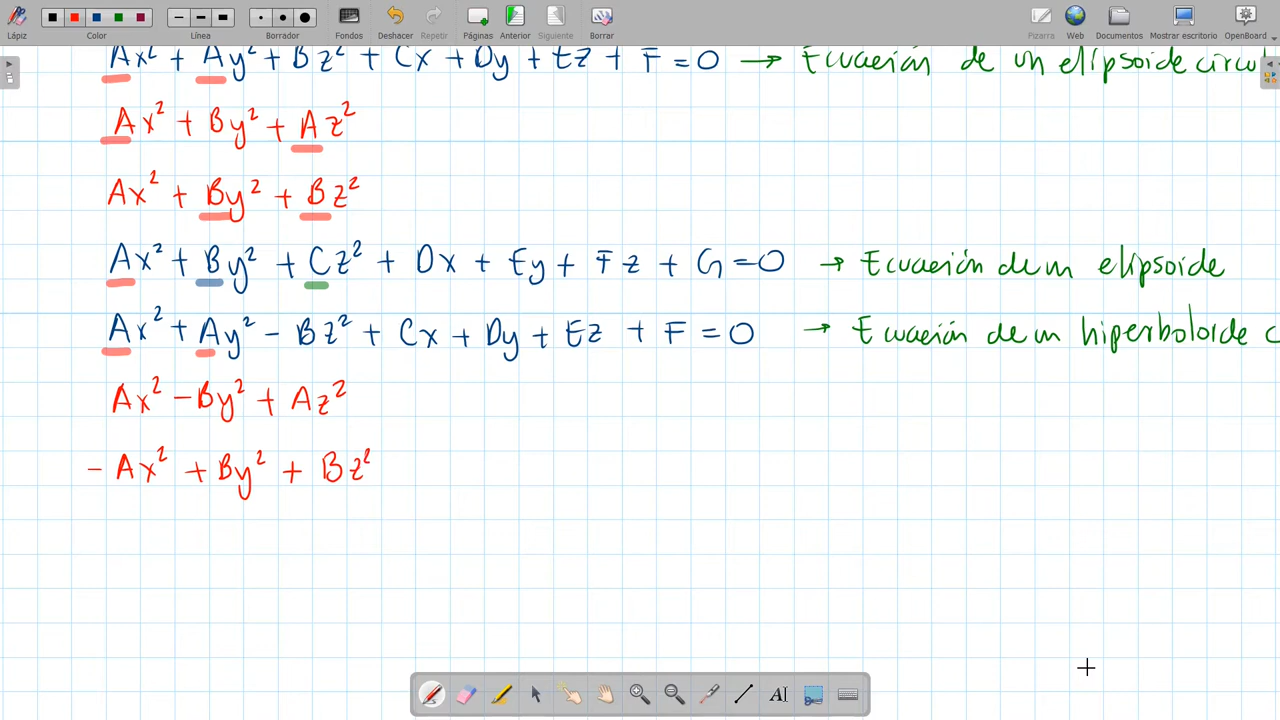 Lápiz Color Línea Borrador Fondos Deshacer Repetir Páginas Anterior Siguiente Borrar Pizarra Web Documentos Mostrar escritorio OpenBoard
Ax² + Ay² + Bz² + Cx + Dy + Ez + F = 0 → Ecuación de un elipsoide circu
Ax² + By² + Az²
Ax² + By² + Bz²
Ax² + By² + Cz² + Dx + Ey + Fz + G = 0 → Ecuación de un elipsoide
Ax² + Ay² - Bz² + Cx + Dy + Ez + F = 0 → Ecuación de un hiperboloide c
Ax² - By² + Az²
- Ax² + By² + Bz²